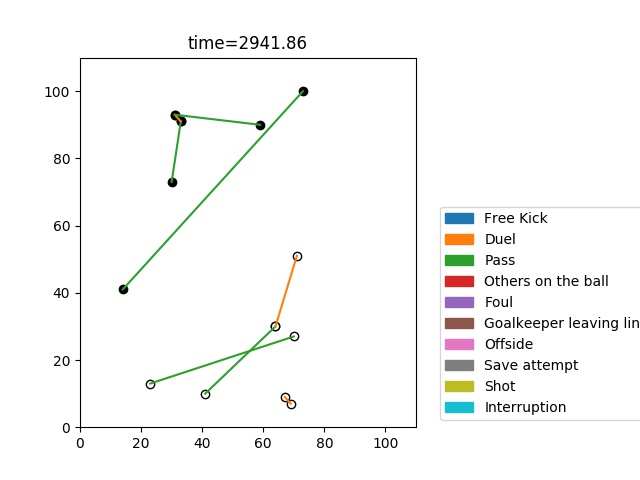 time=2941.86
100
80
60
40
20
0
0 20 40 60 80 100
Free Kick
Duel
Pass
Others on the ball
Foul
Goalkeeper leaving lin
Offside
Save attempt
Shot
Interruption